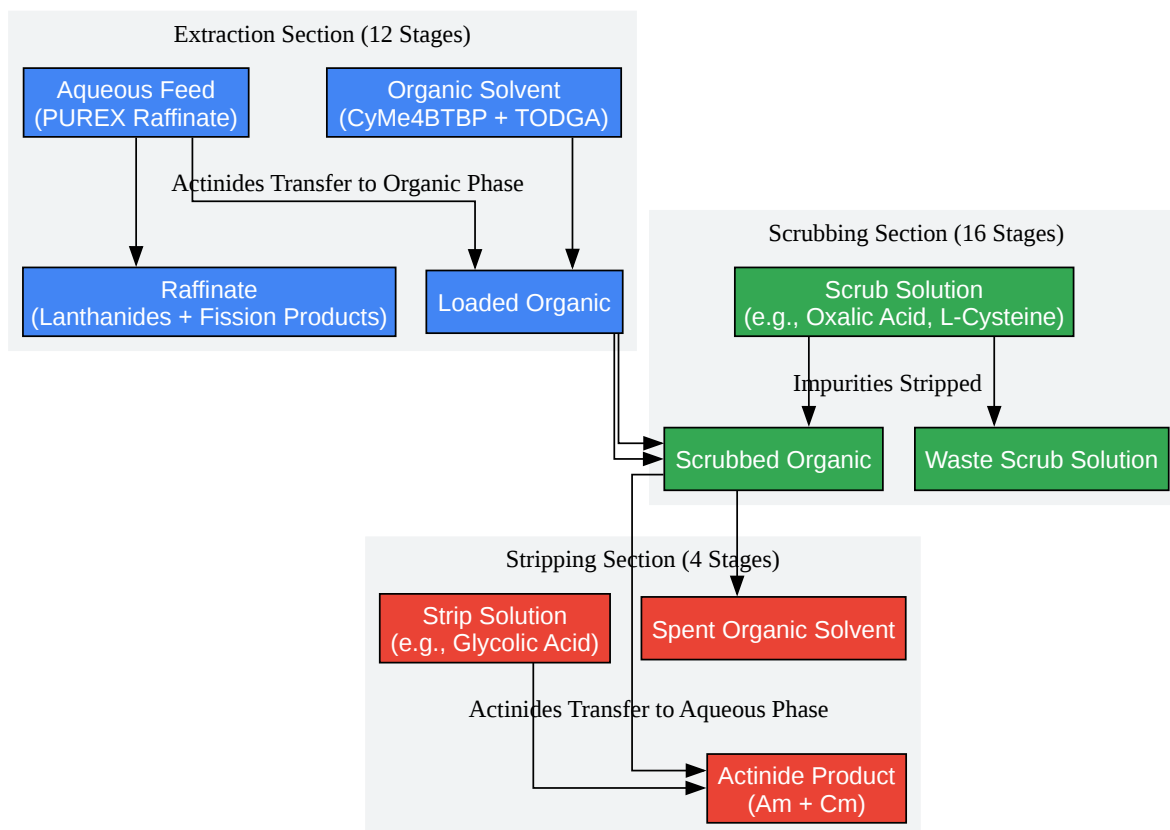 Extraction Section (12 Stages)
Aqueous Feed
(PUREX Raffinate)
Organic Solvent
(CyMe4BTBP + TODGA)
Actinides Transfer to Organic Phase
Raffinate
(Lanthanides + Fission Products)
Loaded Organic
Scrubbing Section (16 Stages)
Scrub Solution
(e.g., Oxalic Acid, L-Cysteine)
Impurities Stripped
Scrubbed Organic
Waste Scrub Solution
Stripping Section (4 Stages)
Strip Solution
(e.g., Glycolic Acid)
Spent Organic Solvent
Actinides Transfer to Aqueous Phase
Actinide Product
(Am + Cm)